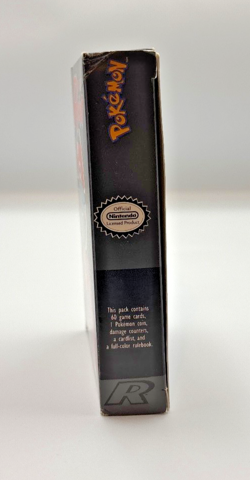 POKéMON
Official
Nintendo
Licensed Product
This pack contains
60 game cards,
1 Pokémon coin,
damage counters,
a cardlist, and
a full-color rulebook.
R